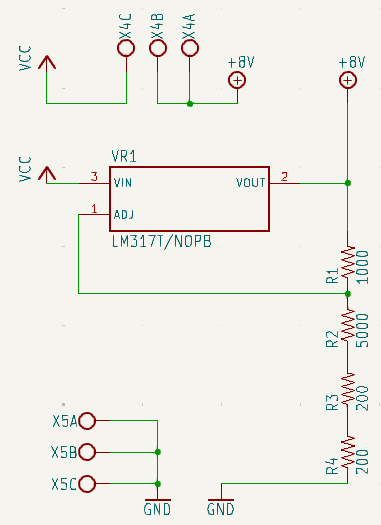 X4C
X4B
X4A
VCC
+8V
+8V
VCC
VR1
3
VIN
VOUT
2
1
ADJ
LM317T/NOPB
R1
1000
R2
5000
R3
200
R4
200
X5A
X5B
X5C
GND
GND